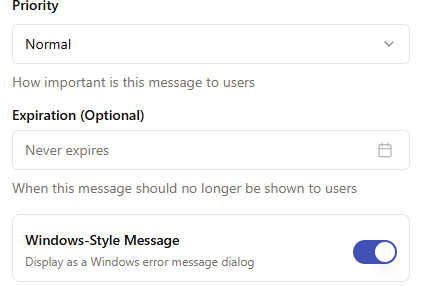 Priority
Normal
How important is this message to users
Expiration (Optional)
Never expires
When this message should no longer be shown to users
Windows-Style Message
Display as a Windows error message dialog